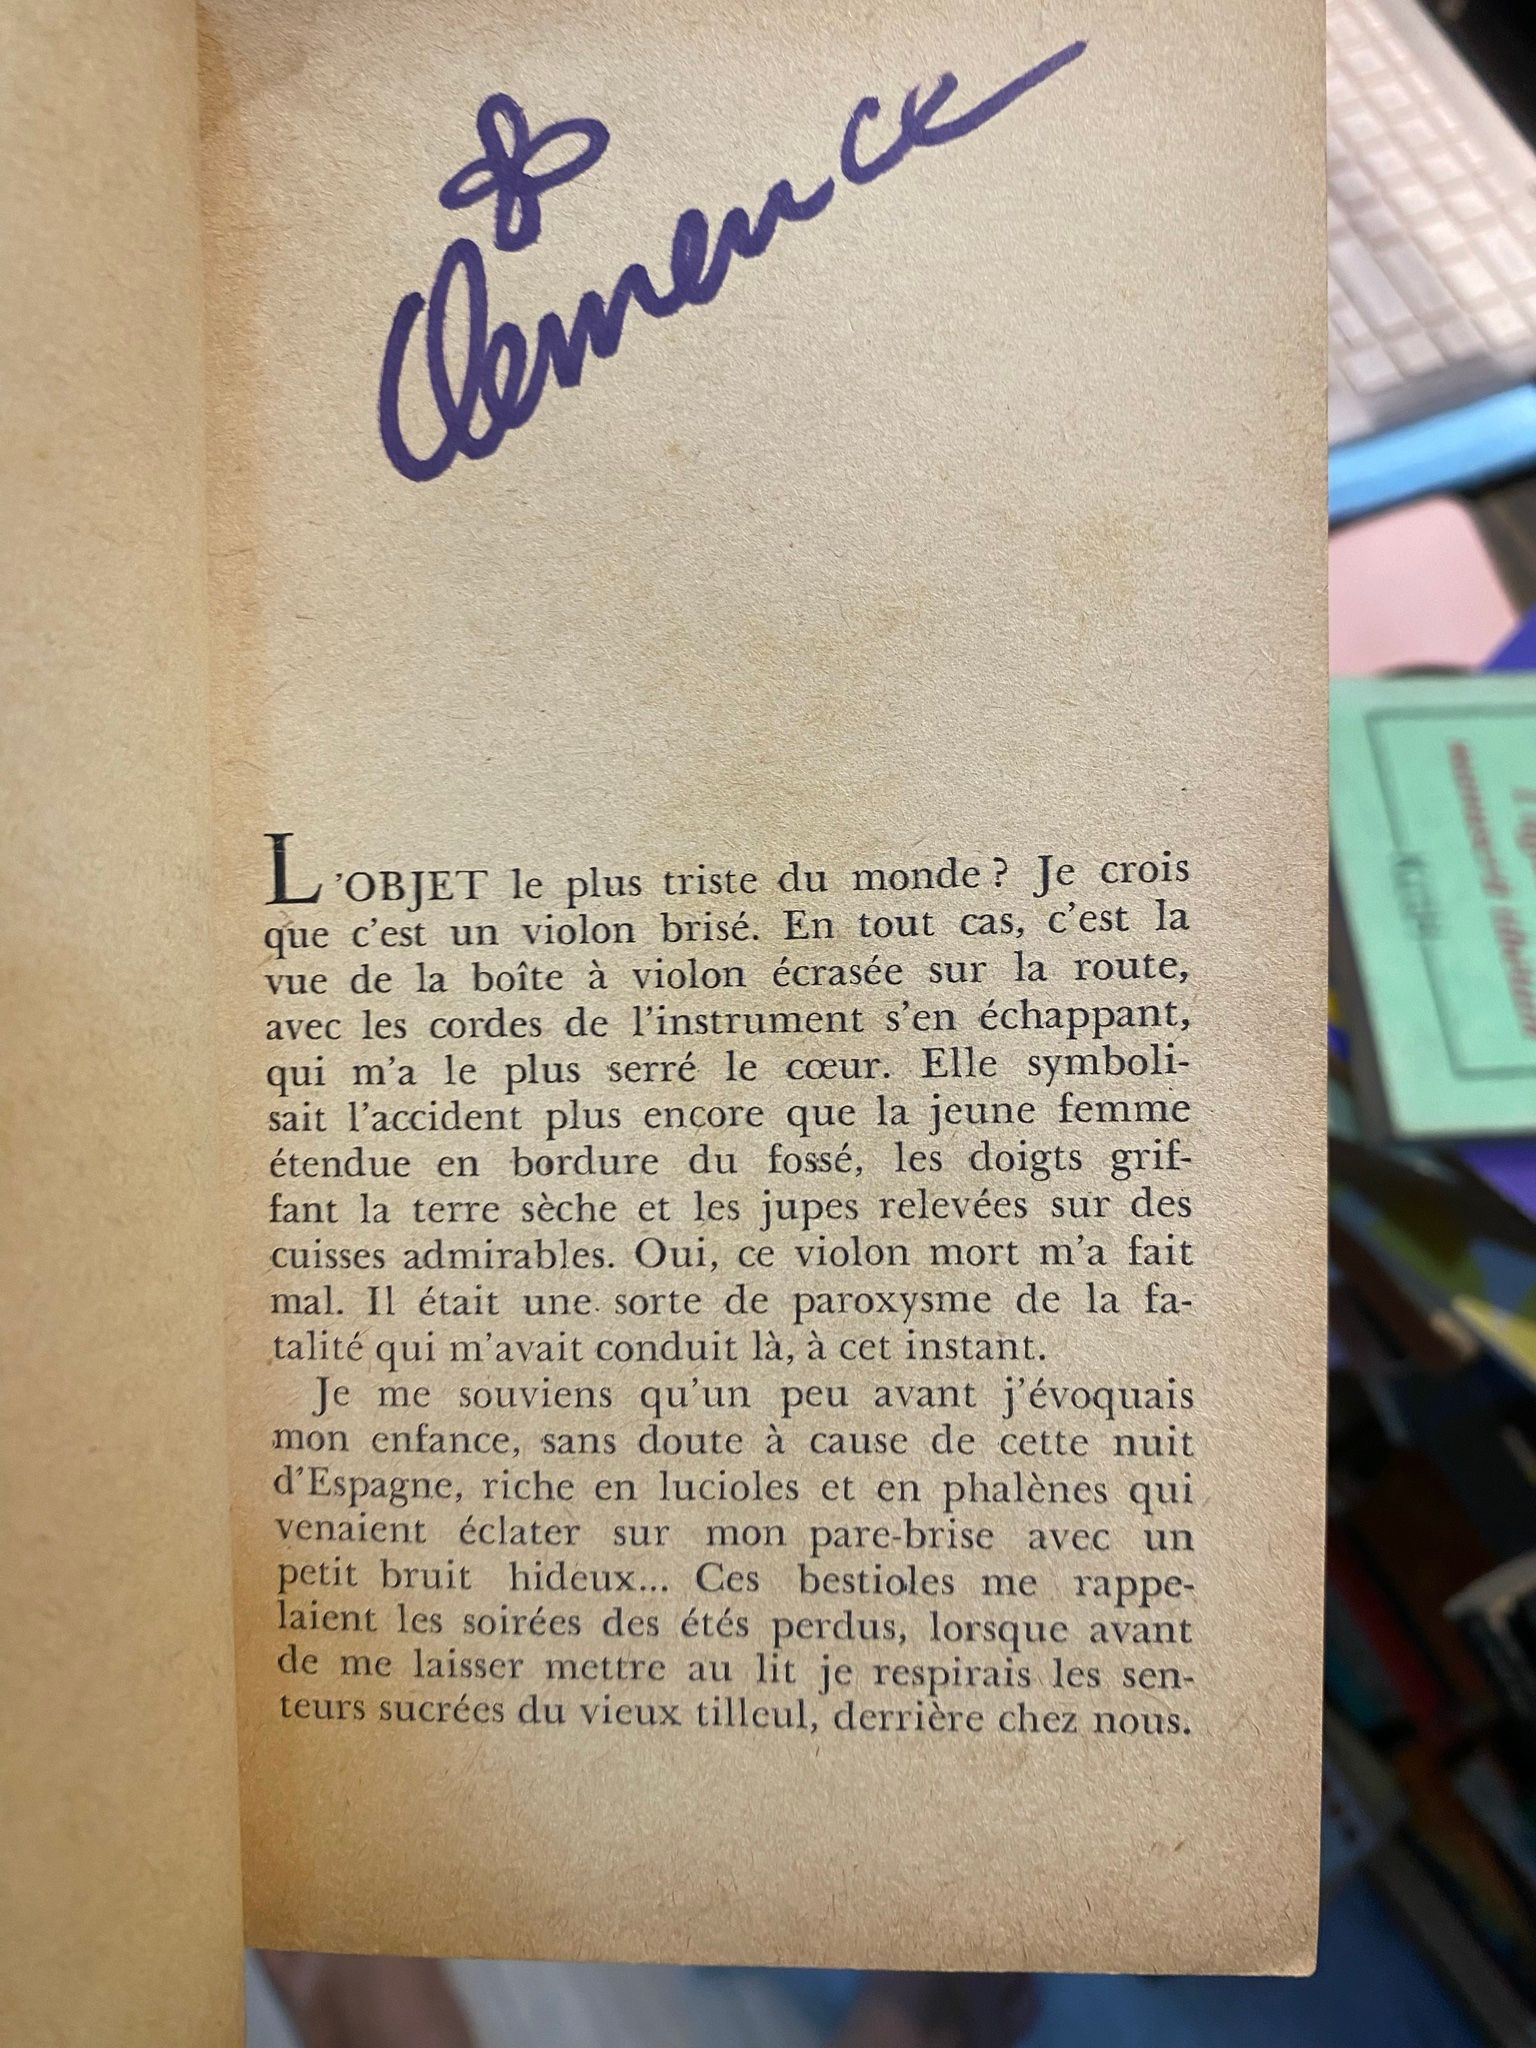 Clemence
L'OBJET le plus triste du monde ? Je crois
que c'est un violon brisé. En tout cas, c'est la
vue de la boîte à violon écrasée sur la route,
avec les cordes de l'instrument s'en échappant,
qui m'a le plus serré le cœur. Elle symboli-
sait l'accident plus encore que la jeune femme
étendue en bordure du fossé, les doigts grif-
fant la terre sèche et les jupes relevées sur des
cuisses admirables. Oui, ce violon mort m'a fait
mal. Il était une sorte de paroxysme de la fa-
talité qui m'avait conduit là, à cet instant.
Je me souviens qu'un peu avant j'évoquais
mon enfance, sans doute à cause de cette nuit
d'Espagne, riche en lucioles et en phalènes qui
venaient éclater sur mon pare-brise avec un
petit bruit hideux... Ces bestioles me rappe-
laient les soirées des étés perdus, lorsque avant
de me laisser mettre au lit je respirais les sen-
teurs sucrées du vieux tilleul, derrière chez nous.